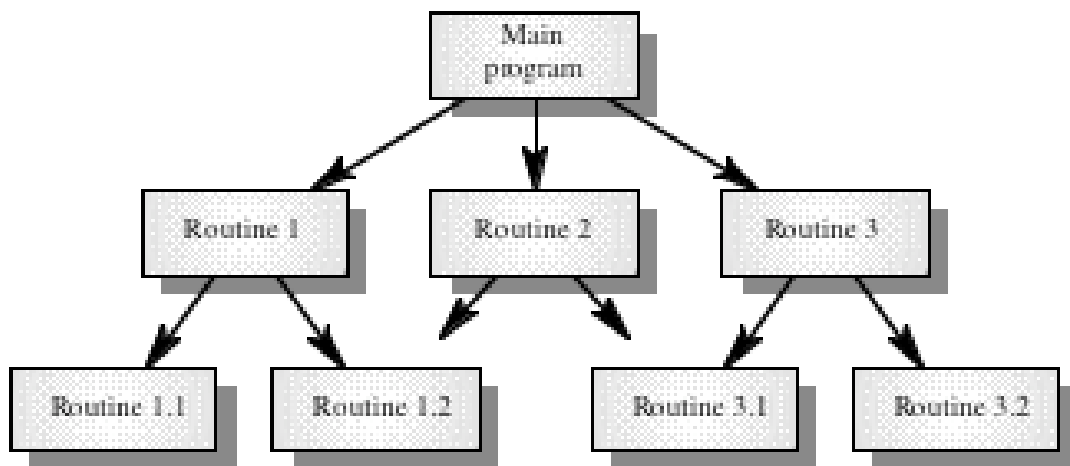 Main
program
Routine 1
Routine 2
Routine 3
Routine 1.1
Routine 1.2
Routine 3.1
Routine 3.2